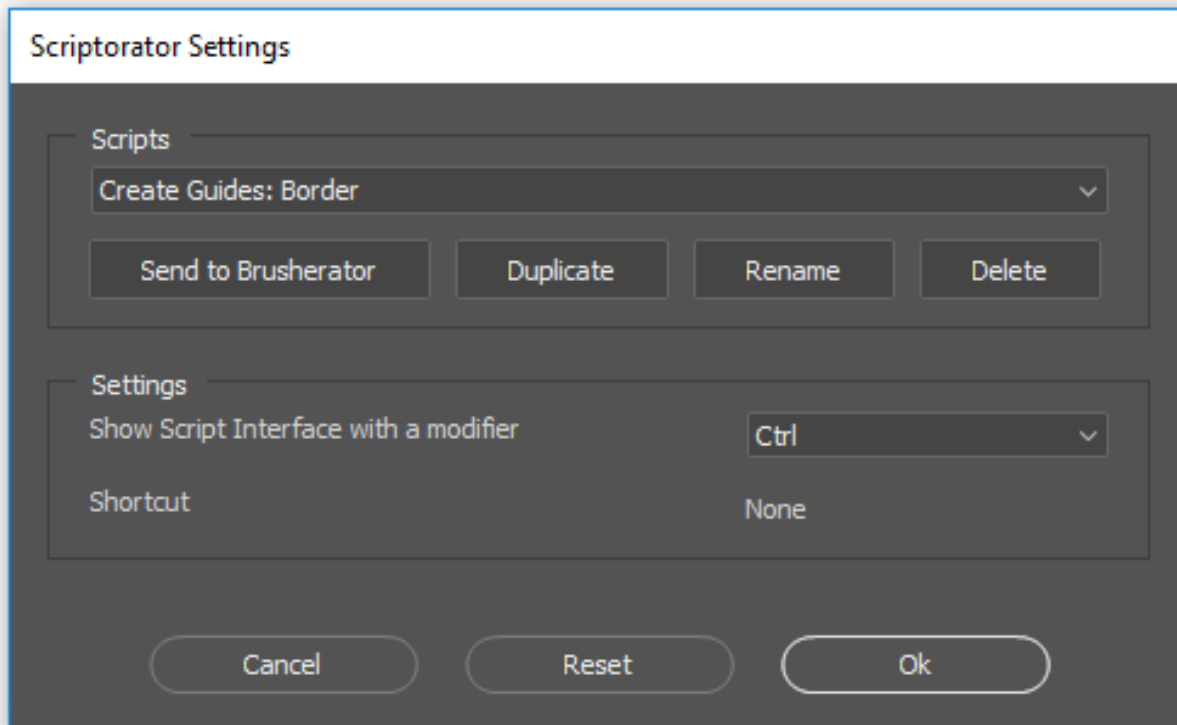 Scriptorator Settings
Scripts
Create Guides: Border
Send to Brusherator
Duplicate
Rename
Delete
Settings
Show Script Interface with a modifier
Ctrl
Shortcut
None
Cancel
Reset
Ok